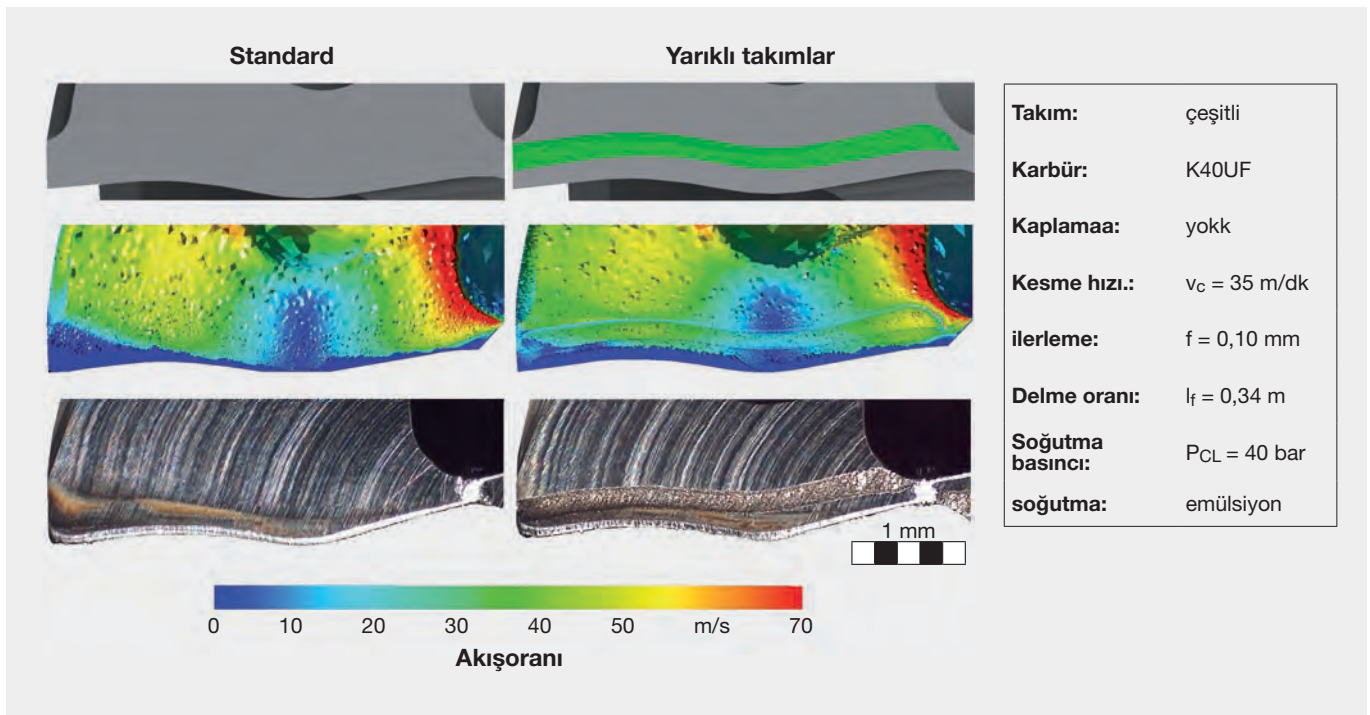 Standard
Yarıklı takımlar
Takım: çeşitli
Karbür: K40UF
Kaplamaa: yokk
Kesme hızı.: vc = 35 m/dk
ilerleme: f = 0,10 mm
Delme oranı: lf = 0,34 m
Soğutma
basıncı: PCL = 40 bar
soğutma: emülsiyon
1 mm
0 10 20 30 40 50 m/s 70
Akışoranı